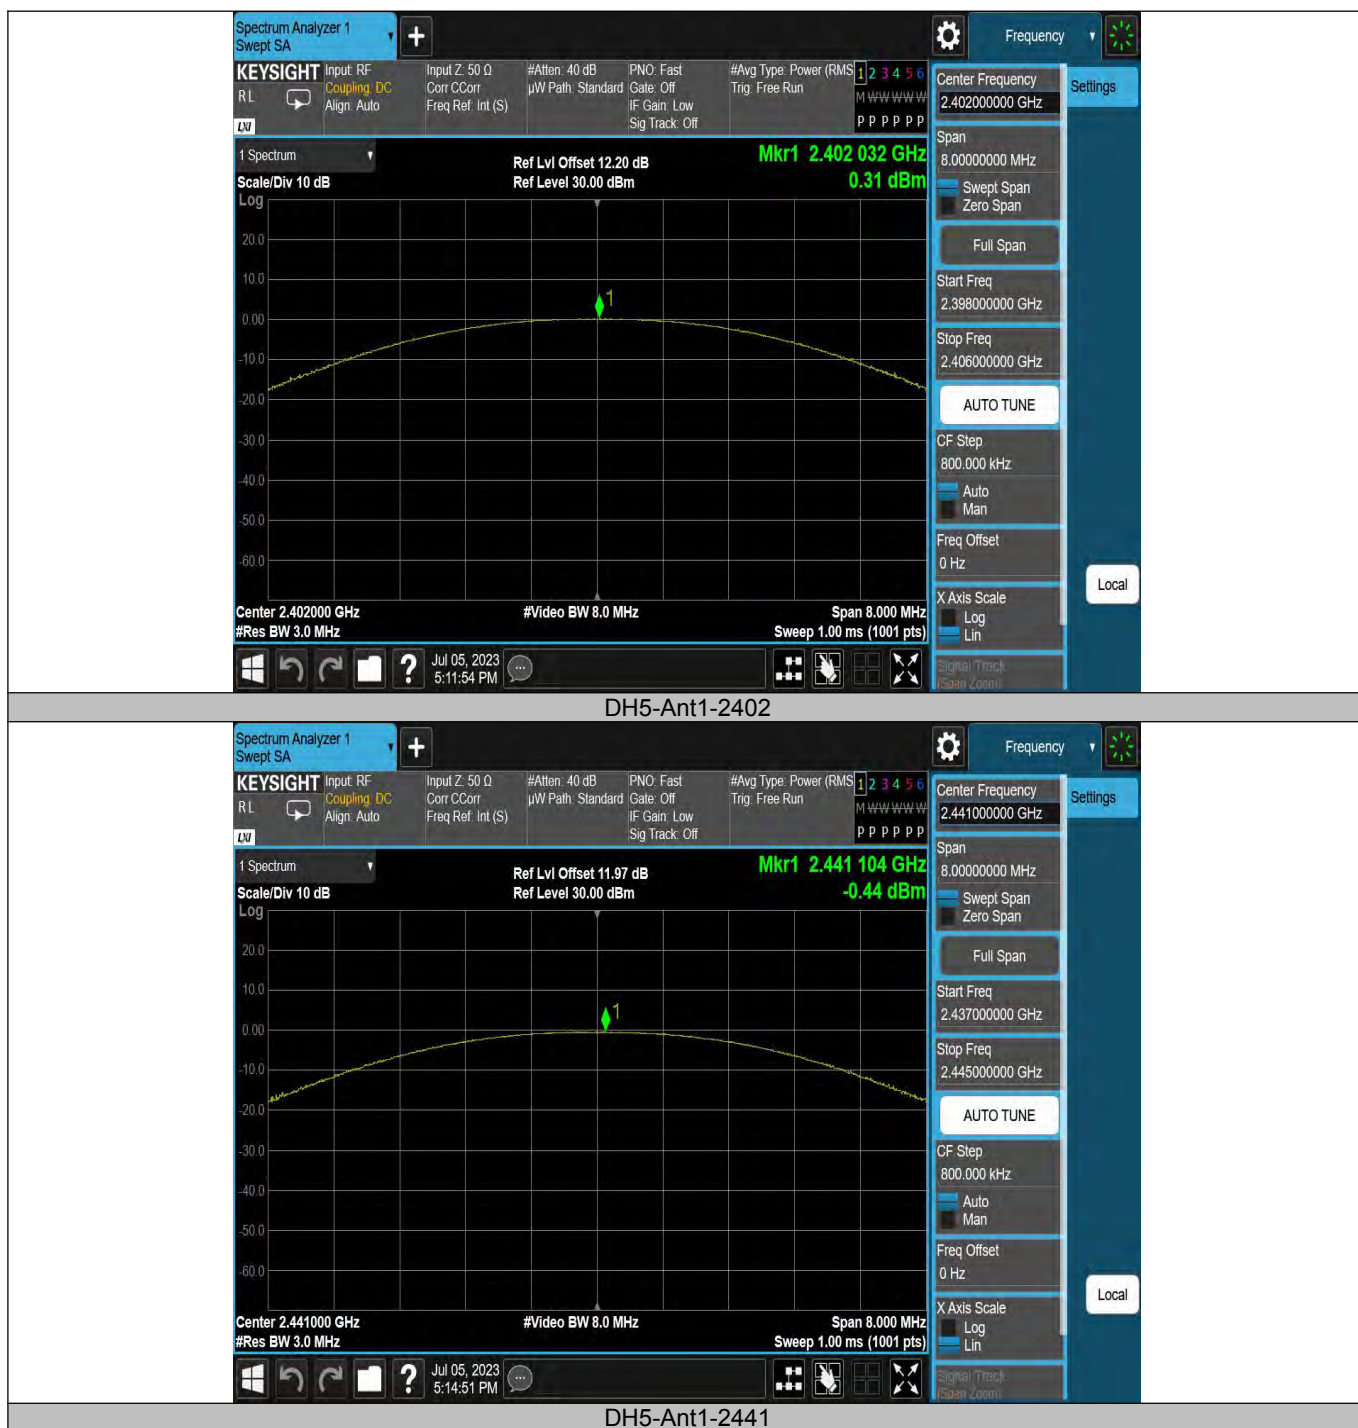 Spectrum Analyzer 1
Swept SA
+
Frequency
KEYSIGHT
RL
LXI
Input: RF
Coupling: DC
Align: Auto
Input Z: 50 Ω
Corr CCorr
Freq Ref: Int (S)
#Atten: 40 dB
µW Path: Standard
PNO: Fast
Gate: Off
IF Gain: Low
Sig Track: Off
#Avg Type: Power (RMS
Trig: Free Run
1 2 3 4 5 6
M W W W W W
P P P P P P
1 Spectrum
Scale/Div 10 dB
Ref Lvl Offset 12.20 dB
Ref Level 30.00 dBm
Mkr1 2.402 032 GHz
0.31 dBm
Log
20.0
10.0
0.00
-10.0
-20.0
-30.0
-40.0
-50.0
-60.0
1
Center 2.402000 GHz
#Res BW 3.0 MHz
#Video BW 8.0 MHz
Span 8.000 MHz
Sweep 1.00 ms (1001 pts)
Jul 05, 2023
5:11:54 PM
Center Frequency
2.402000000 GHz
Settings
Span
8.00000000 MHz
Swept Span
Zero Span
Full Span
Start Freq
2.398000000 GHz
Stop Freq
2.406000000 GHz
AUTO TUNE
CF Step
800.000 kHz
Auto
Man
Freq Offset
0 Hz
X Axis Scale
Log
Lin
Local
Signal Track
(Span Zoom)
DH5-Ant1-2402
Spectrum Analyzer 1
Swept SA
+
Frequency
KEYSIGHT
RL
LXI
Input: RF
Coupling: DC
Align: Auto
Input Z: 50 Ω
Corr CCorr
Freq Ref: Int (S)
#Atten: 40 dB
µW Path: Standard
PNO: Fast
Gate: Off
IF Gain: Low
Sig Track: Off
#Avg Type: Power (RMS
Trig: Free Run
1 2 3 4 5 6
M W W W W W
P P P P P P
1 Spectrum
Scale/Div 10 dB
Ref Lvl Offset 11.97 dB
Ref Level 30.00 dBm
Mkr1 2.441 104 GHz
-0.44 dBm
Log
20.0
10.0
0.00
-10.0
-20.0
-30.0
-40.0
-50.0
-60.0
1
Center 2.441000 GHz
#Res BW 3.0 MHz
#Video BW 8.0 MHz
Span 8.000 MHz
Sweep 1.00 ms (1001 pts)
Jul 05, 2023
5:14:51 PM
Center Frequency
2.441000000 GHz
Settings
Span
8.00000000 MHz
Swept Span
Zero Span
Full Span
Start Freq
2.437000000 GHz
Stop Freq
2.445000000 GHz
AUTO TUNE
CF Step
800.000 kHz
Auto
Man
Freq Offset
0 Hz
X Axis Scale
Log
Lin
Local
Signal Track
(Span Zoom)
DH5-Ant1-2441